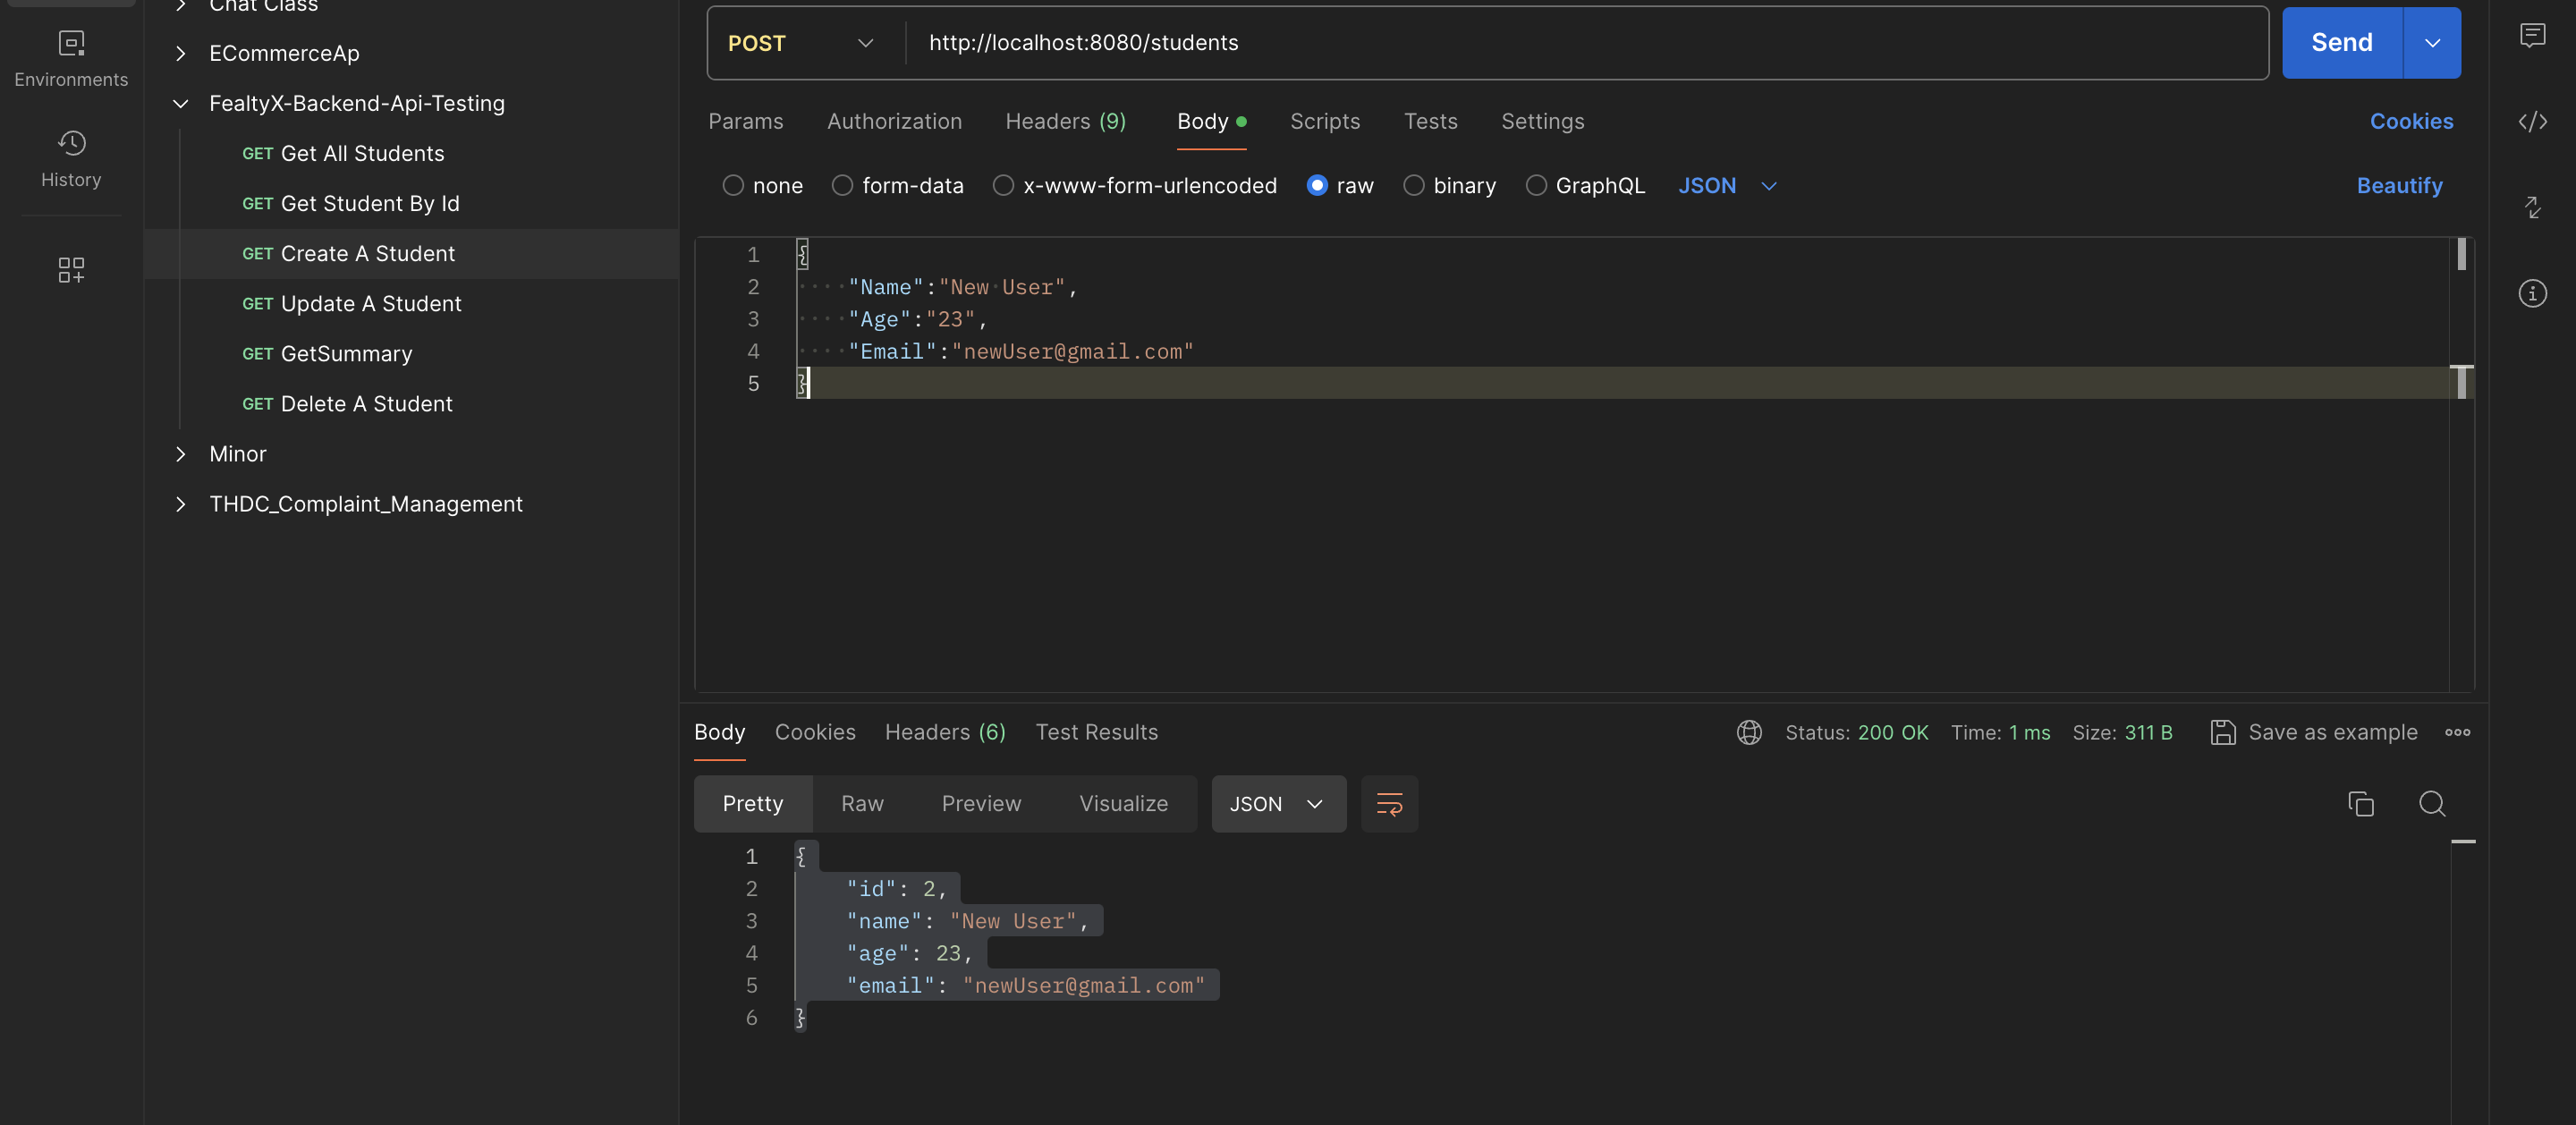 Chat Class
Environments
ECommerceAp
FealtyX-Backend-Api-Testing
GET Get All Students
History
GET Get Student By Id
GET Create A Student
GET Update A Student
GET GetSummary
GET Delete A Student
Minor
THDC_Complaint_Management
POST http://localhost:8080/students Send
Params Authorization Headers (9) Body Scripts Tests Settings Cookies
none form-data x-www-form-urlencoded raw binary GraphQL JSON Beautify
1 {
2 "Name":"New User",
3 "Age":"23",
4 "Email":"newUser@gmail.com"
5 }
Body Cookies Headers (6) Test Results Status: 200 OK Time: 1 ms Size: 311 B Save as example
Pretty Raw Preview Visualize JSON
1 {
2 "id": 2,
3 "name": "New User",
4 "age": 23,
5 "email": "newUser@gmail.com"
6 }